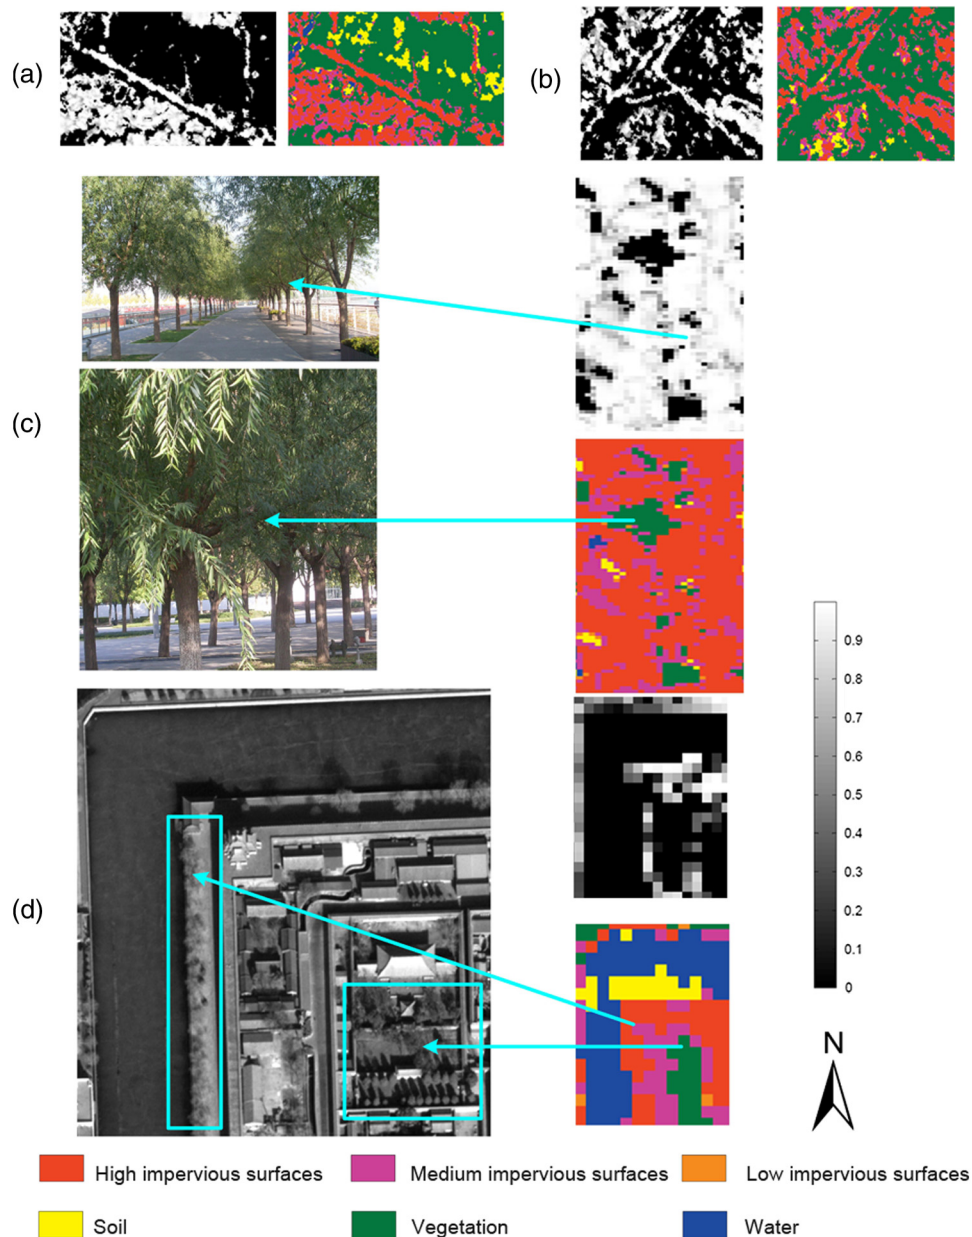 (a)
(b)
(c)
(d)
0.9
0.8
0.7
0.6
0.5
0.4
0.3
0.2
0.1
0
N
High impervious surfaces
Medium impervious surfaces
Low impervious surfaces
Soil
Vegetation
Water